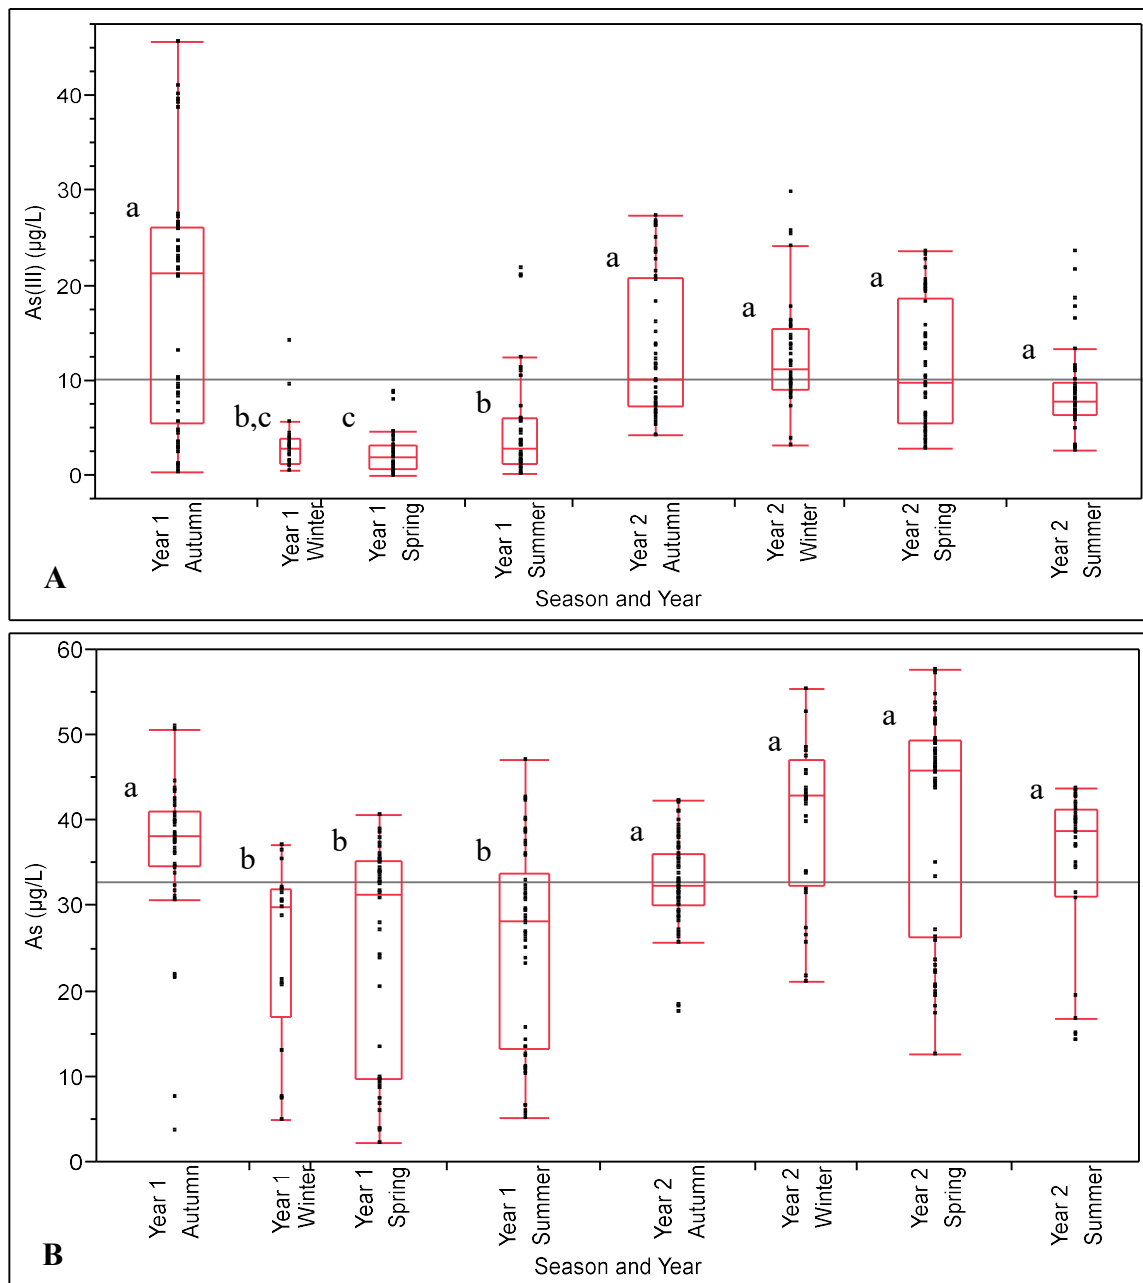 40
30
20
10
0
As(III) (µg/L)
a
b,c
c
b
a
a
a
a
Year 1
Autumn
Year 1
Winter
Year 1
Spring
Year 1
Summer
Year 2
Autumn
Year 2
Winter
Year 2
Spring
Year 2
Summer
A
Season and Year
60
50
40
30
20
10
0
As (µg/L)
a
b
b
b
a
a
a
a
Year 1
Autumn
Year 1
Winter
Year 1
Spring
Year 1
Summer
Year 2
Autumn
Year 2
Winter
Year 2
Spring
Year 2
Summer
B
Season and Year